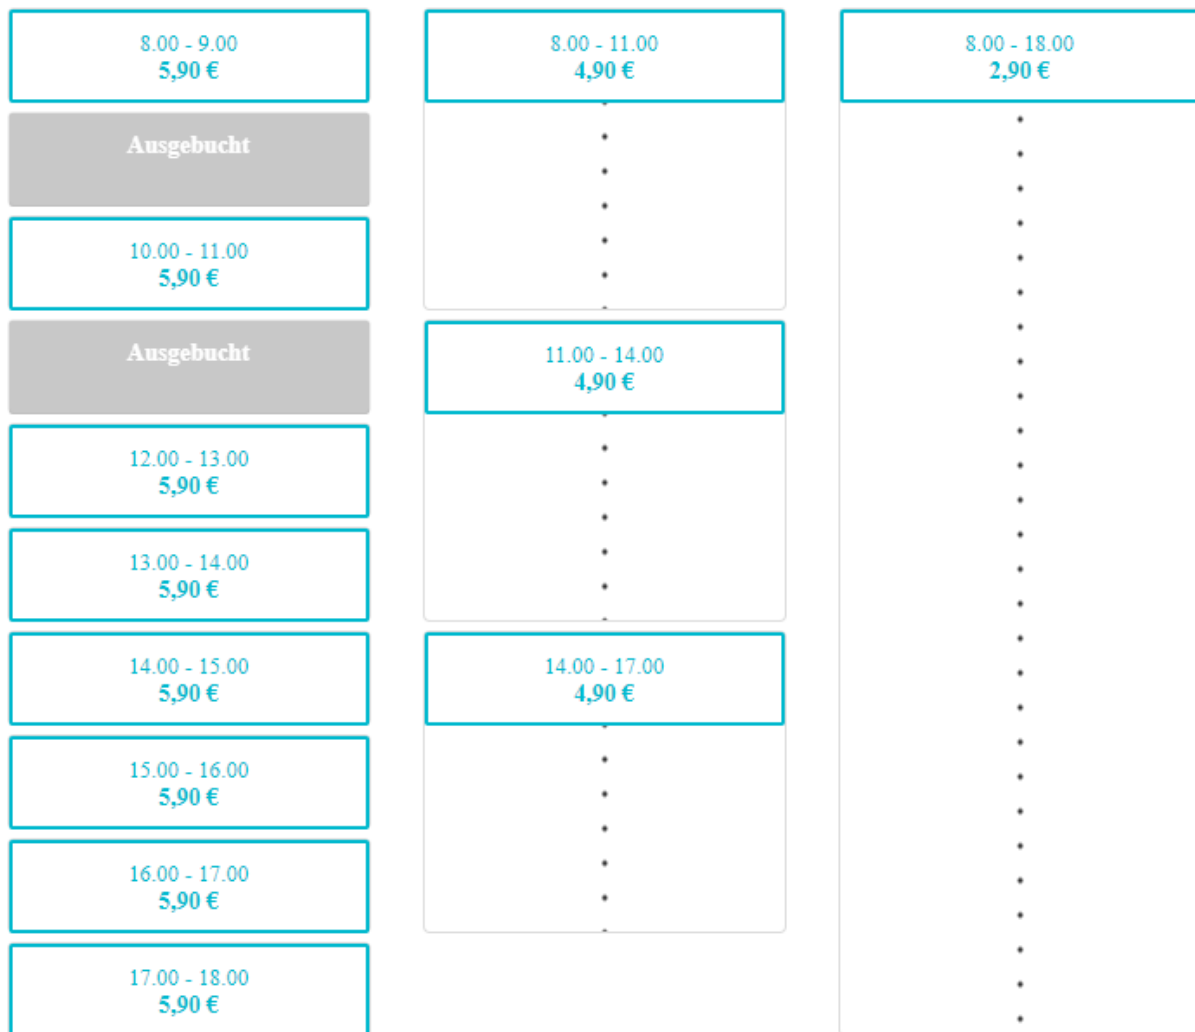 8.00 - 9.00
5,90 €
Ausgebucht
10.00 - 11.00
5,90 €
Ausgebucht
12.00 - 13.00
5,90 €
13.00 - 14.00
5,90 €
14.00 - 15.00
5,90 €
15.00 - 16.00
5,90 €
16.00 - 17.00
5,90 €
17.00 - 18.00
5,90 €
8.00 - 11.00
4,90 €
11.00 - 14.00
4,90 €
14.00 - 17.00
4,90 €
8.00 - 18.00
2,90 €